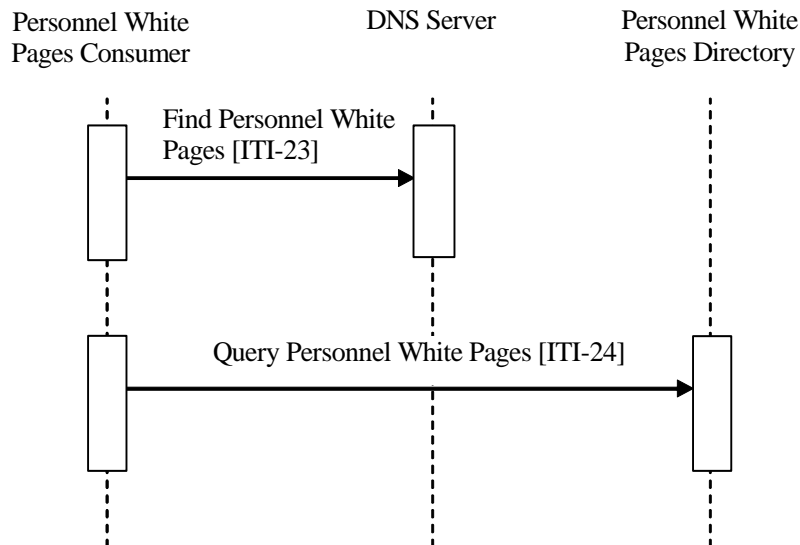 Personnel White
Pages Consumer
DNS Server
Personnel White
Pages Directory
Find Personnel White
Pages [ITI-23]
Query Personnel White Pages [ITI-24]